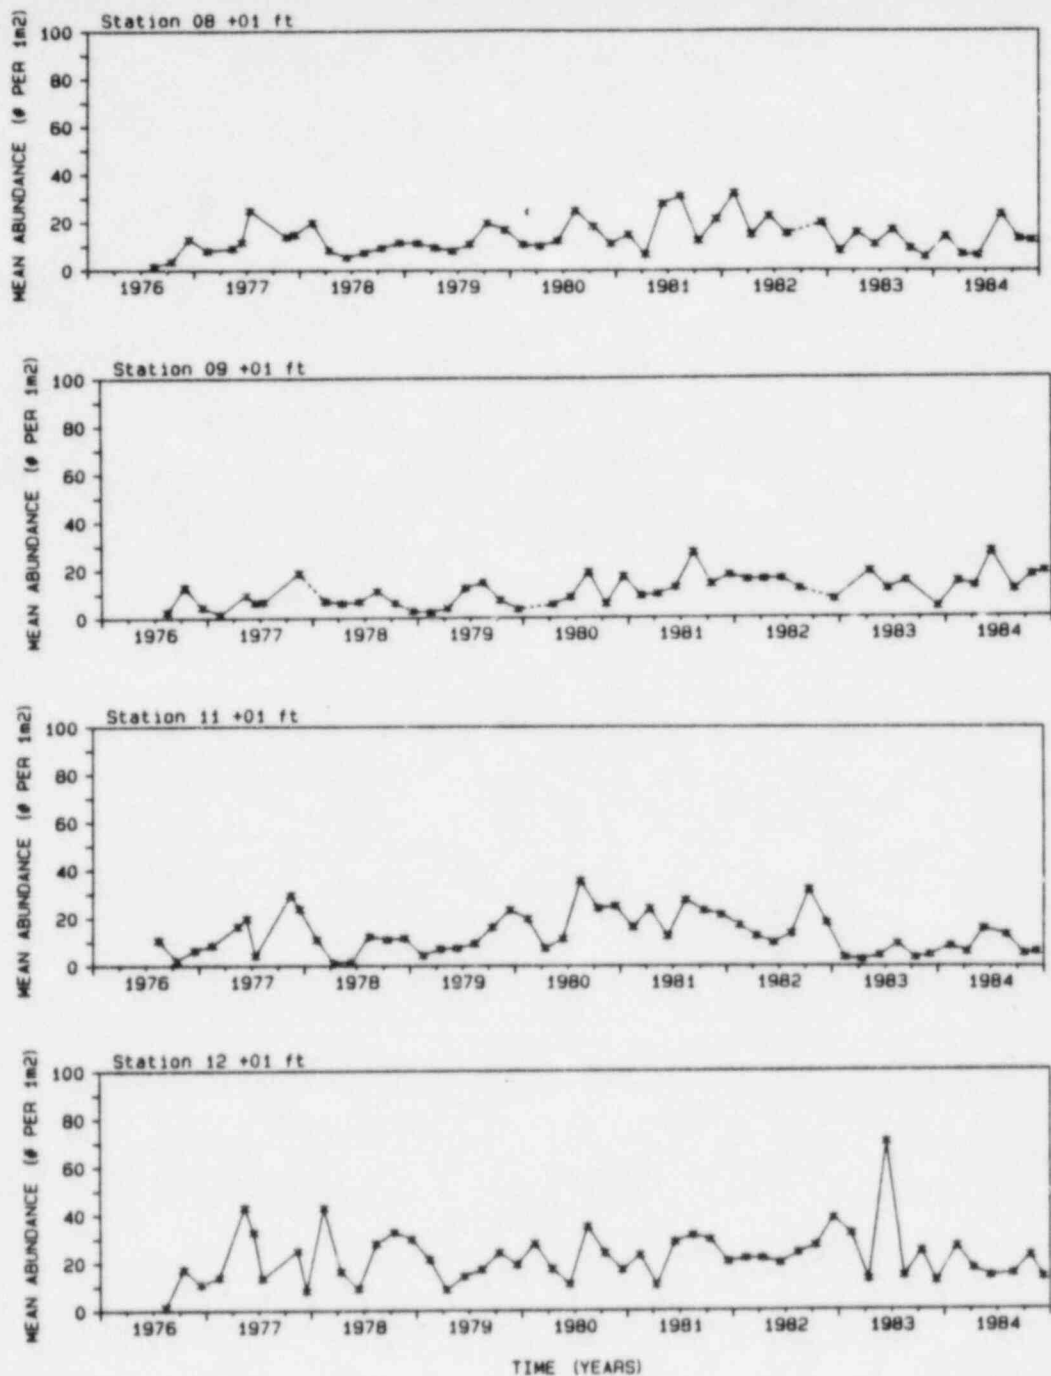 Station 08 +01 ft
MEAN ABUNDANCE (# PER 1m2)
100
80
60
40
20
0
1976 1977 1978 1979 1980 1981 1982 1983 1984
Station 09 +01 ft
MEAN ABUNDANCE (# PER 1m2)
100
80
60
40
20
0
1976 1977 1978 1979 1980 1981 1982 1983 1984
Station 11 +01 ft
MEAN ABUNDANCE (# PER 1m2)
100
80
60
40
20
0
1976 1977 1978 1979 1980 1981 1982 1983 1984
Station 12 +01 ft
MEAN ABUNDANCE (# PER 1m2)
100
80
60
40
20
0
1976 1977 1978 1979 1980 1981 1982 1983 1984
TIME (YEARS)